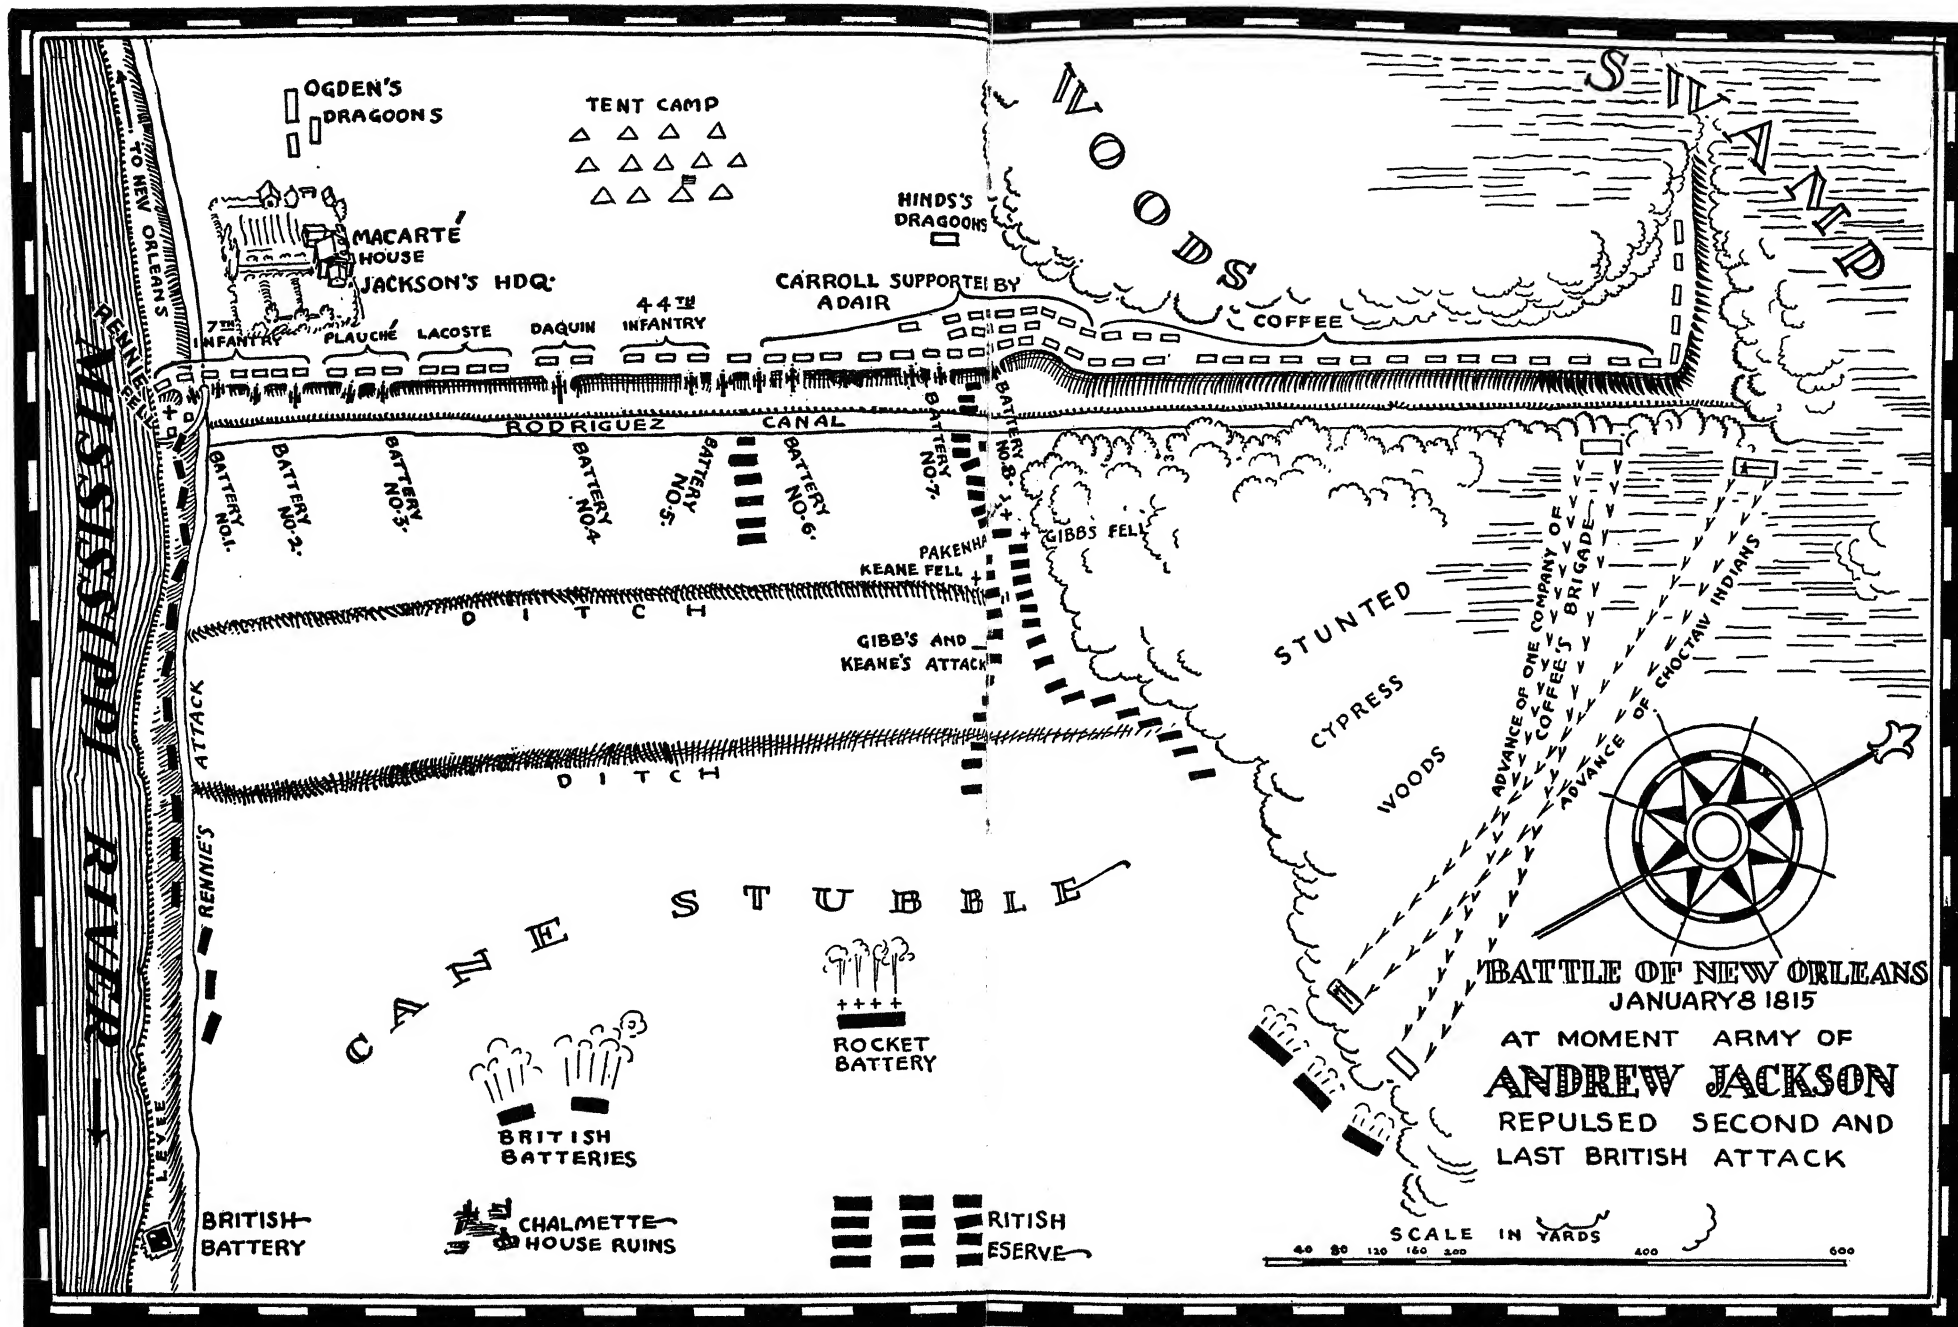 OGDEN'S
DRAGOONS
TENT CAMP
WOODS
SWAMP
TO NEW ORLEANS
HINDS'S
DRAGOONS
MACARTÉ
HOUSE
JACKSON'S HDQ.
CARROLL SUPPORTE BY
ADAIR
44TH
INFANTRY
7TH
INFANTRY
PLAUCHÉ
LACOSTE
DAQUIN
COFFEE
RENNIE
FELL
RODRIGUEZ CANAL
BATTERY
NO.1.
BATTERY
NO.2.
BATTERY
NO.3.
BATTERY
NO.4.
BATTERY
NO.5.
BATTERY
NO.6.
BATTERY
NO.7.
BATTERY
NO.8.
MISSISIPPI RIVER
PAKENHA
GIBBS FELL
KEANE FELL
DITCH
GIBB'S AND
KEANE'S ATTACK
STUNTED
CYPRESS
WOODS
ADVANCE OF ONE COMPANY OF
COFFEE'S BRIGADE
ADVANCE OF CHOCTAW INDIANS
DITCH
RENNIE'S ATTACK
CANE STUBBLE
ROCKET
BATTERY
BRITISH
BATTERIES
LEVEE
BRITISH
BATTERY
CHALMETTE
HOUSE RUINS
RITISH
ESERVE
BATTLE OF NEW ORLEANS
JANUARY 8 1815
AT MOMENT ARMY OF
ANDREW JACKSON
REPULSED SECOND AND
LAST BRITISH ATTACK
SCALE IN YARDS
40 80 120 160 200 400 600